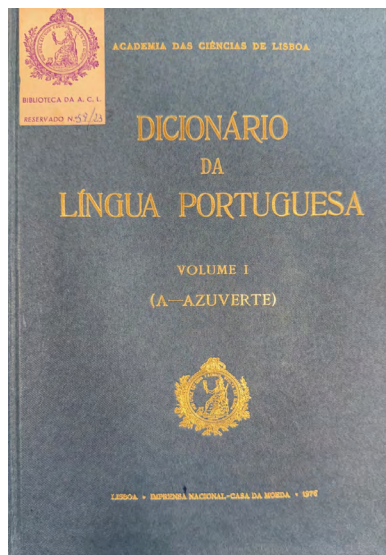 BIBLIOTECA DA A. C. L.
RESERVADO N.º
ACADEMIA DAS CIÊNCIAS DE LISBOA
DICIONÁRIO
DA
LÍNGUA PORTUGUESA
VOLUME I
(A—AZUVERTE)
LISBOA • IMPRENSA NACIONAL-CASA DA MOEDA • 1976